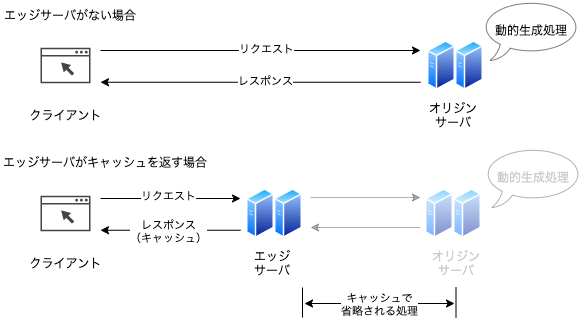 エッジサーバがない場合
動的生成処理
リクエスト
レスポンス
クライアント
オリジン
サーバ
エッジサーバがキャッシュを返す場合
動的生成処理
リクエスト
レスポンス
（キャッシュ）
クライアント
エッジ
サーバ
オリジン
サーバ
キャッシュで
省略される処理